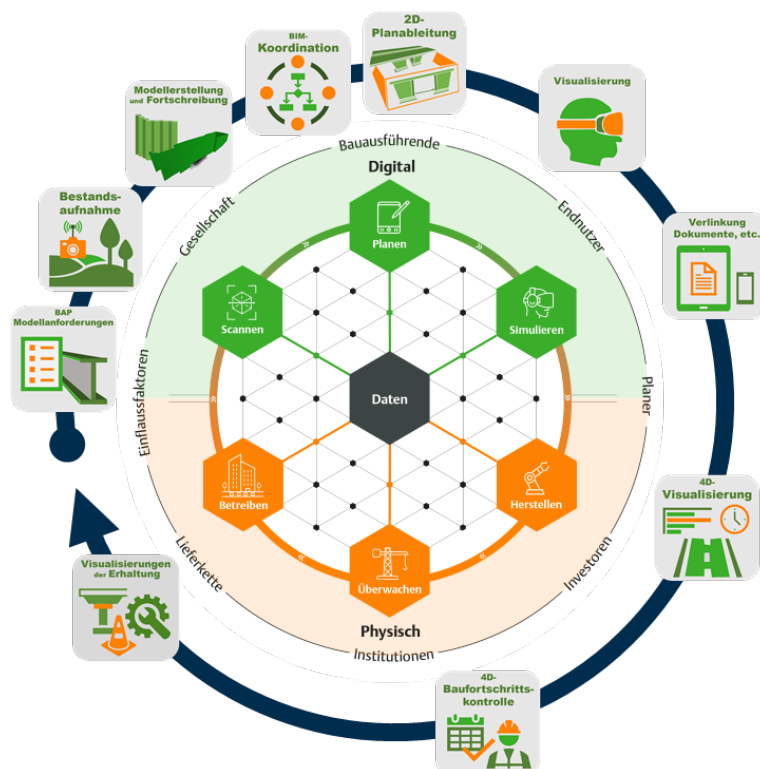 2D-
Planableitung
BIM-
Koordination
Modellerstellung
und Fortschreibung
Visualisierung
Bestands-
aufnahme
Verlinkung
Dokumente, etc.
BAP
Modellanforderungen
4D-
Visualisierung
Visualisierungen
der Erhaltung
4D-
Baufortschritts-
kontrolle
Bauausführende
Digital
Gesellschaft
Endnutzer
Planen
Scannen
Simulieren
Daten
Einflaussfaktoren
Planer
Betreiben
Herstellen
Überwachen
Lieferkette
Investoren
Physisch
Institutionen